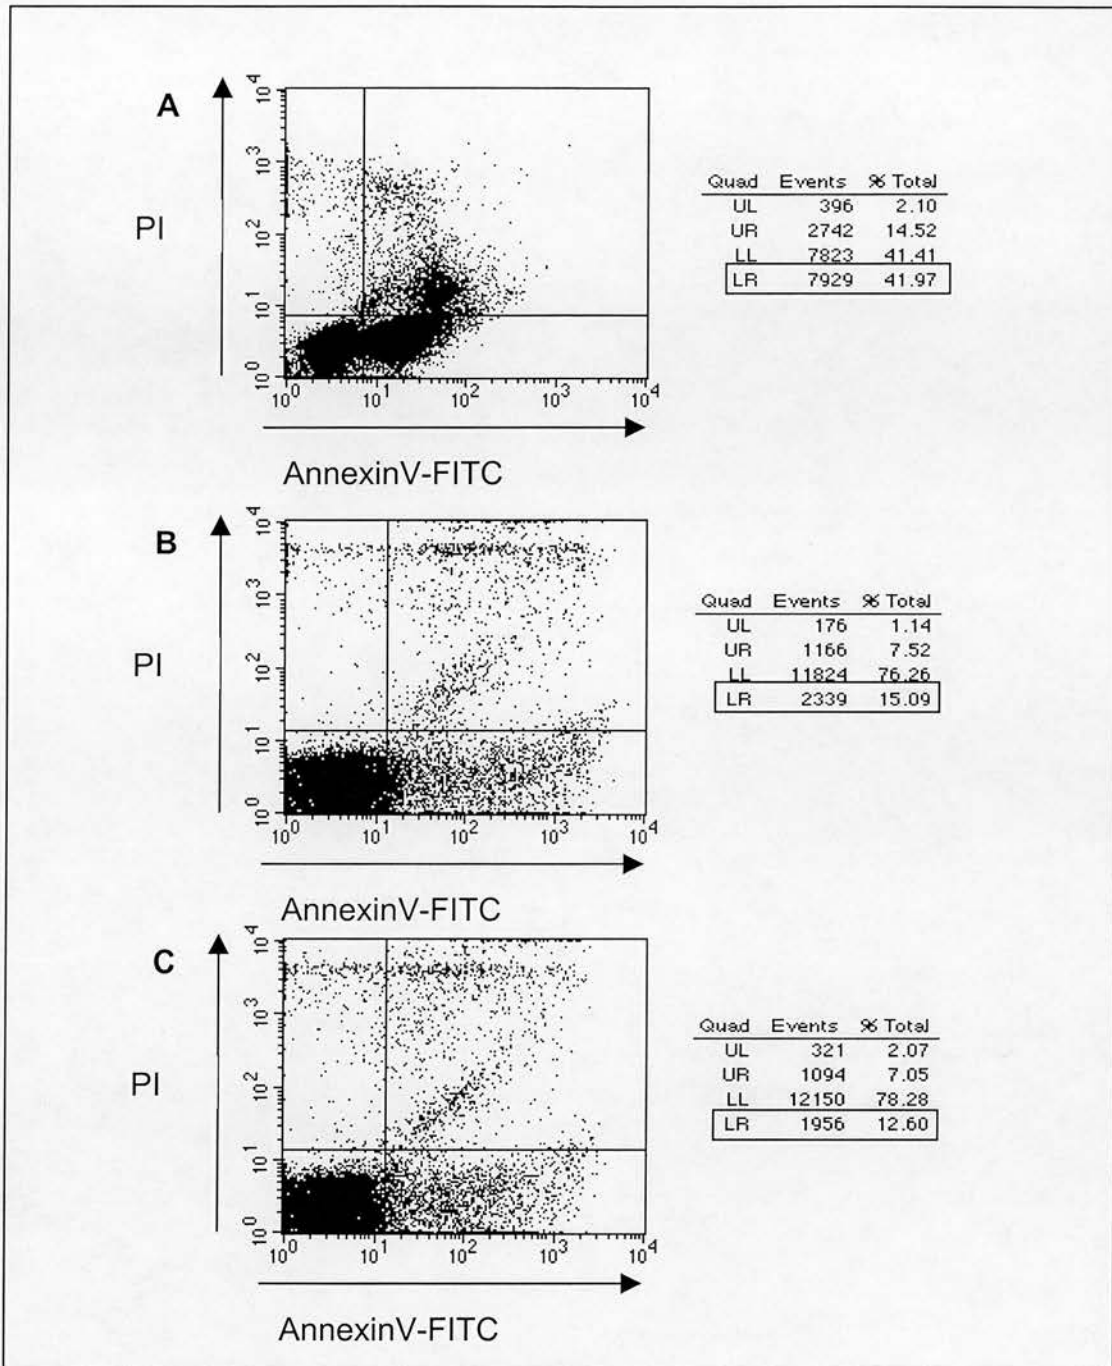 A
10^4
10^3
PI
10^2
10^1
10^0
10^0 10^1 10^2 10^3 10^4
AnnexinV-FITC
Quad Events % Total
UL 396 2.10
UR 2742 14.52
LL 7823 41.41
LR 7929 41.97
B
10^4
10^3
PI
10^2
10^1
10^0
10^0 10^1 10^2 10^3 10^4
AnnexinV-FITC
Quad Events % Total
UL 176 1.14
UR 1166 7.52
LL 11824 76.26
LR 2339 15.09
C
10^4
10^3
PI
10^2
10^1
10^0
10^0 10^1 10^2 10^3 10^4
AnnexinV-FITC
Quad Events % Total
UL 321 2.07
UR 1094 7.05
LL 12150 78.28
LR 1956 12.60